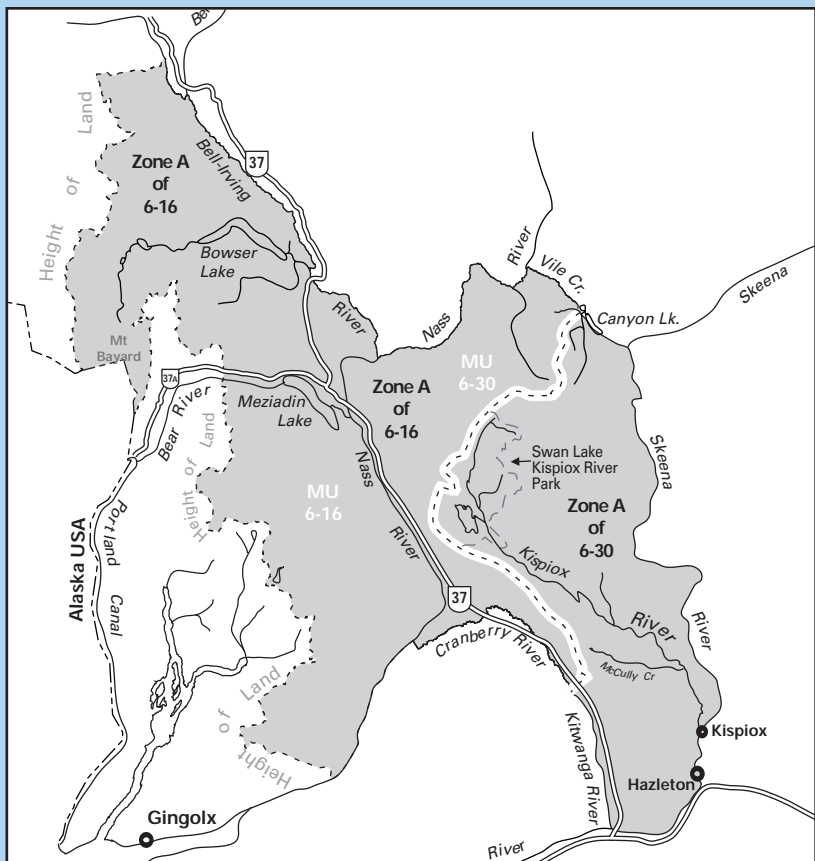 Be
Height of Land
Zone A
of
6-16
Bell-Irving
37
Bowser
Lake
River
Nass
River
Vile Cr.
Canyon Lk.
Skeena
Mt
Bayard
37A
Bear River
Meziadin
Lake
Zone A
of
6-16
MU
6-30
Height of Land
MU
6-16
Nass
River
Swan Lake
Kispiox River
Park
Skeena
Zone A
of
6-30
Alaska USA
Portland
Canal
Kispiox
River
River
37
Cranberry River
McCully Cr
Height of Land
Kitwanga River
Kispiox
Hazleton
Gingolx
River